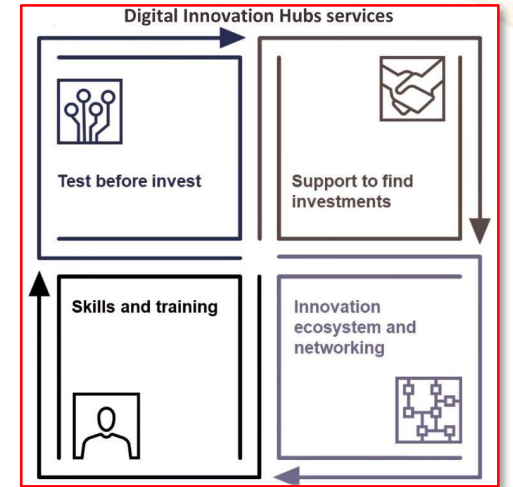 Digital Innovation Hubs services
Test before invest
Support to find
investments
Skills and training
Innovation
ecosystem and
networking